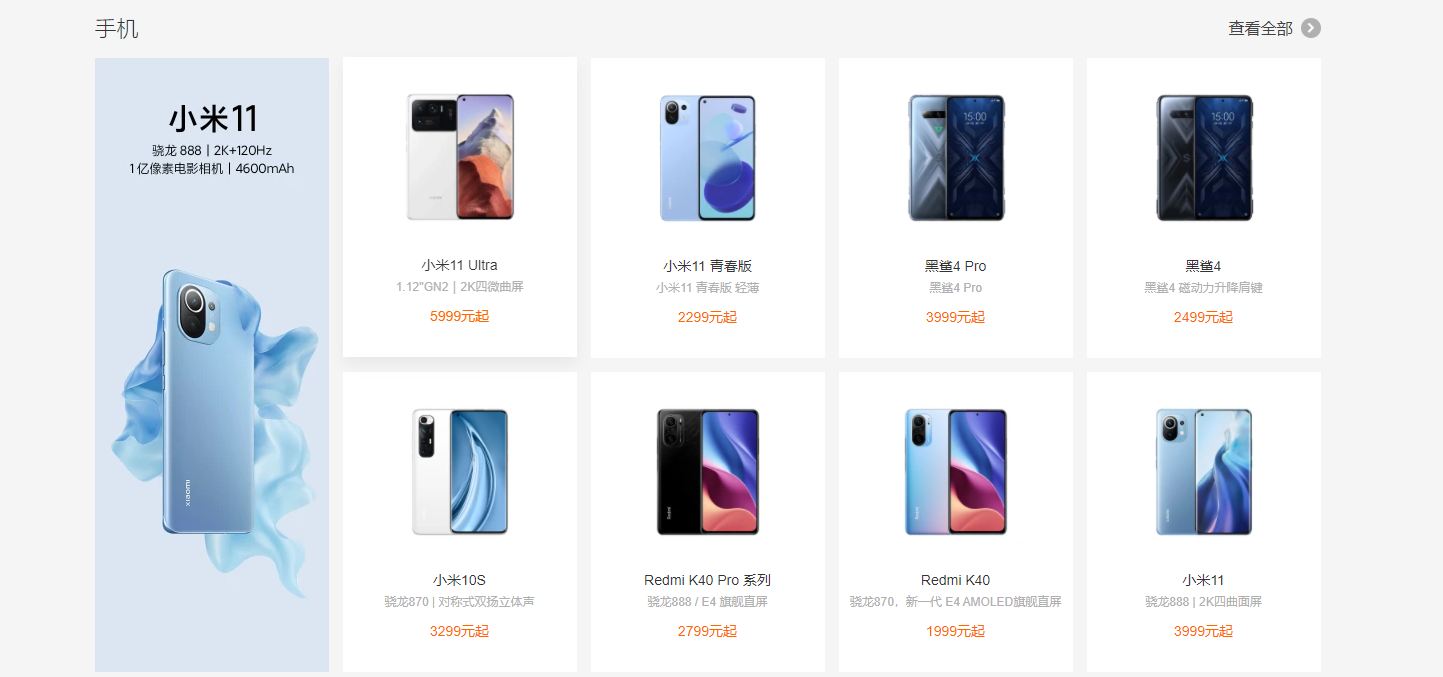 手机
查看全部
小米11
骁龙 888｜2K+120Hz
1亿像素电影相机｜4600mAh
xiaomi
小米11 Ultra
1.12"GN2｜2K四微曲屏
5999元起
小米11 青春版
小米11 青春版 轻薄
2299元起
15:00
黑鲨4 Pro
黑鲨4 Pro
3999元起
15:00
黑鲨4
黑鲨4 磁动力升降肩键
2499元起
小米10S
骁龙870 | 对称式双扬立体声
3299元起
Redmi
Redmi K40 Pro 系列
骁龙888 / E4 旗舰直屏
2799元起
Redmi
Redmi K40
骁龙870，新一代 E4 AMOLED旗舰直屏
1999元起
小米11
骁龙888 | 2K四曲面屏
3999元起